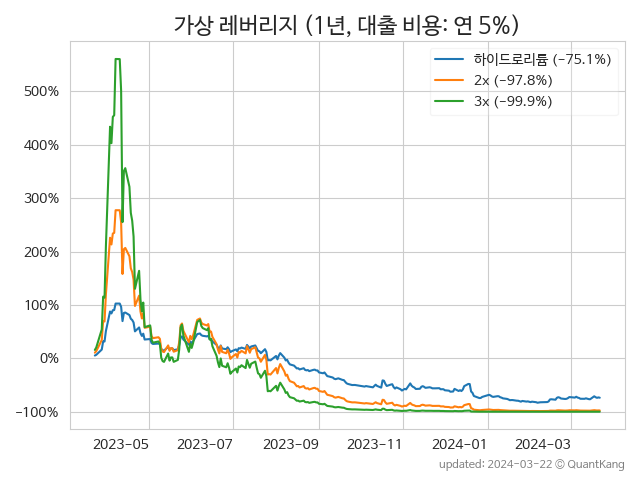 가상 레버리지 (1년, 대출 비용: 연 5%)
하이드로리튬 (-75.1%)
2x (-97.8%)
3x (-99.9%)
500%
400%
300%
200%
100%
0%
-100%
2023-05 2023-07 2023-09 2023-11 2024-01 2024-03
updated: 2024-03-22 © QuantKang